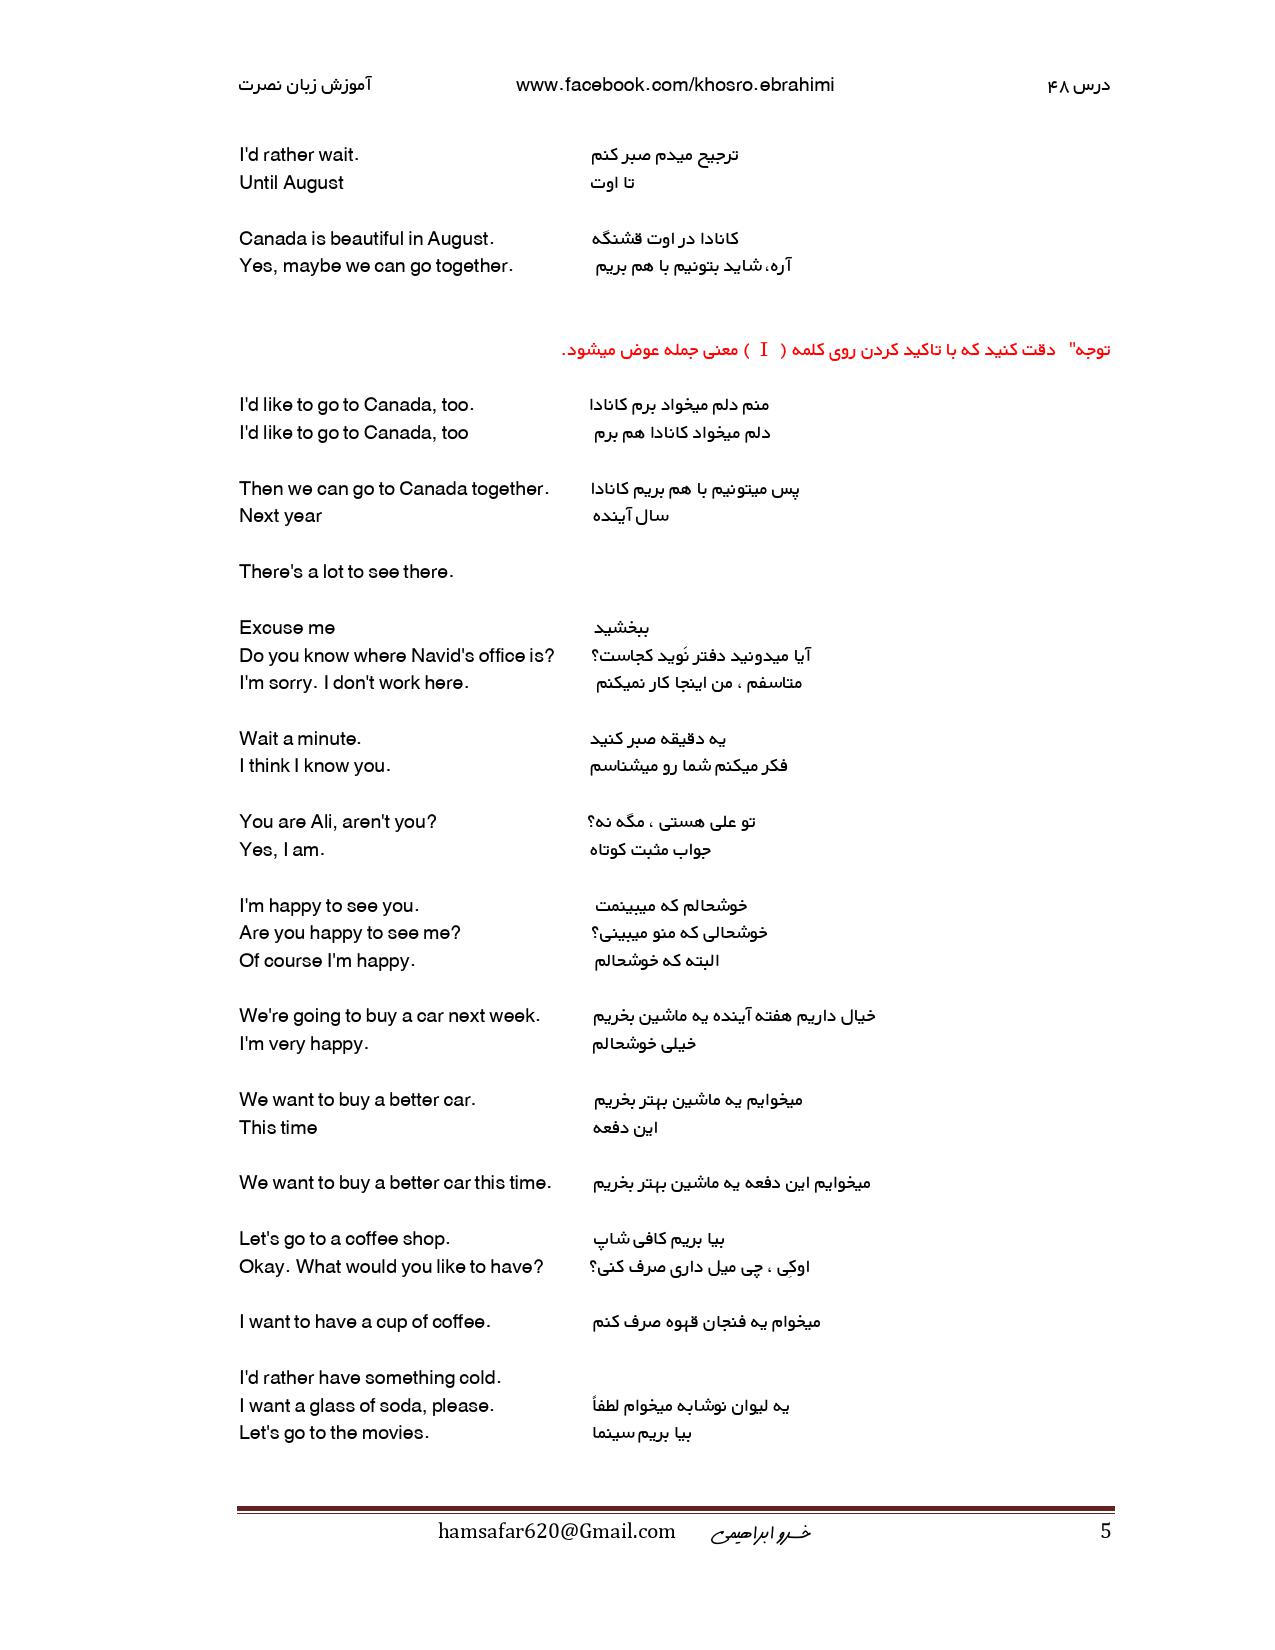 درس ۴۸ www.facebook.com/khosro.ebrahimi آموزش زبان نصرت
I'd rather wait. ترجیح میدم صبر کنم
Until August تا اوت
Canada is beautiful in August. کانادا در اوت قشنگه
Yes, maybe we can go together. آره، شاید بتونیم با هم بریم
توجه" دقت کنید که با تاکید کردن روی کلمه ( I ) معنی جمله عوض میشود.
I'd like to go to Canada, too. منم دلم میخواد برم کانادا
I'd like to go to Canada, too دلم میخواد کانادا هم برم
Then we can go to Canada together. پس میتونیم با هم بریم کانادا
Next year سال آینده
There's a lot to see there.
Excuse me ببخشید
Do you know where Navid's office is? آیا میدونید دفتر نَوید کجاست؟
I'm sorry. I don't work here. متاسفم ، من اینجا کار نمیکنم
Wait a minute. یه دقیقه صبر کنید
I think I know you. فکر میکنم شما رو میشناسم
You are Ali, aren't you? تو علی هستی ، مگه نه؟
Yes, I am. جواب مثبت کوتاه
I'm happy to see you. خوشحالم که میبینمت
Are you happy to see me? خوشحالی که منو میبینی؟
Of course I'm happy. البته که خوشحالم
We're going to buy a car next week. خیال داریم هفته آینده یه ماشین بخریم
I'm very happy. خیلی خوشحالم
We want to buy a better car. میخوایم یه ماشین بهتر بخریم
This time این دفعه
We want to buy a better car this time. میخوایم این دفعه یه ماشین بهتر بخریم
Let's go to a coffee shop. بیا بریم کافی شاپ
Okay. What would you like to have? اوکِی ، چی میل داری صرف کنی؟
I want to have a cup of coffee. میخوام یه فنجان قهوه صرف کنم
I'd rather have something cold.
I want a glass of soda, please. یه لیوان نوشابه میخوام لطفاً
Let's go to the movies. بیا بریم سینما
hamsafar620@Gmail.com خسرو ابراهیمی 5